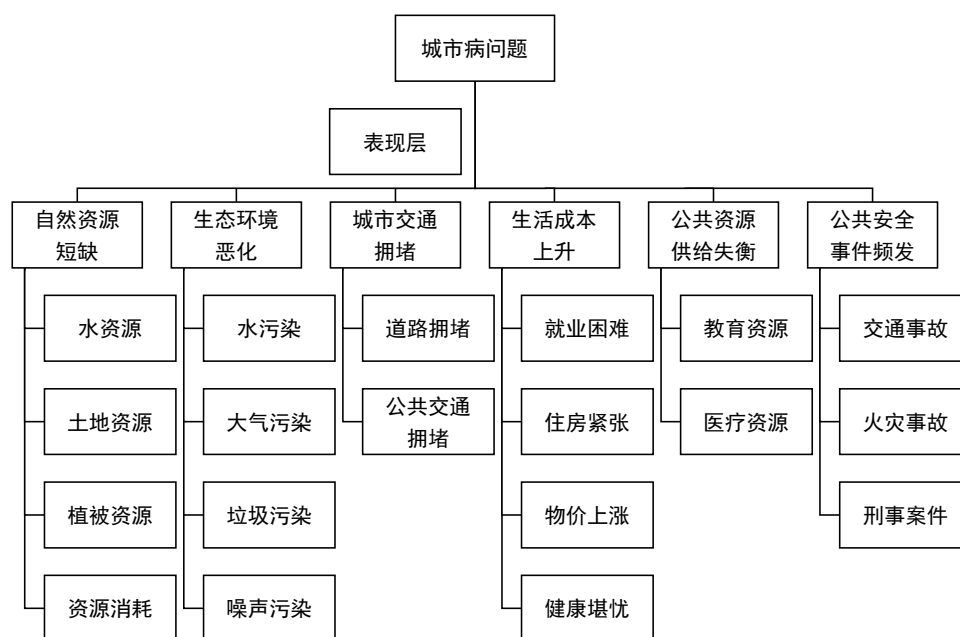 城市病问题
表现层
自然资源
短缺
生态环境
恶化
城市交通
拥堵
生活成本
上升
公共资源
供给失衡
公共安全
事件频发
水资源
水污染
道路拥堵
就业困难
教育资源
交通事故
土地资源
大气污染
公共交通
拥堵
住房紧张
医疗资源
火灾事故
植被资源
垃圾污染
物价上涨
刑事案件
资源消耗
噪声污染
健康堪忧